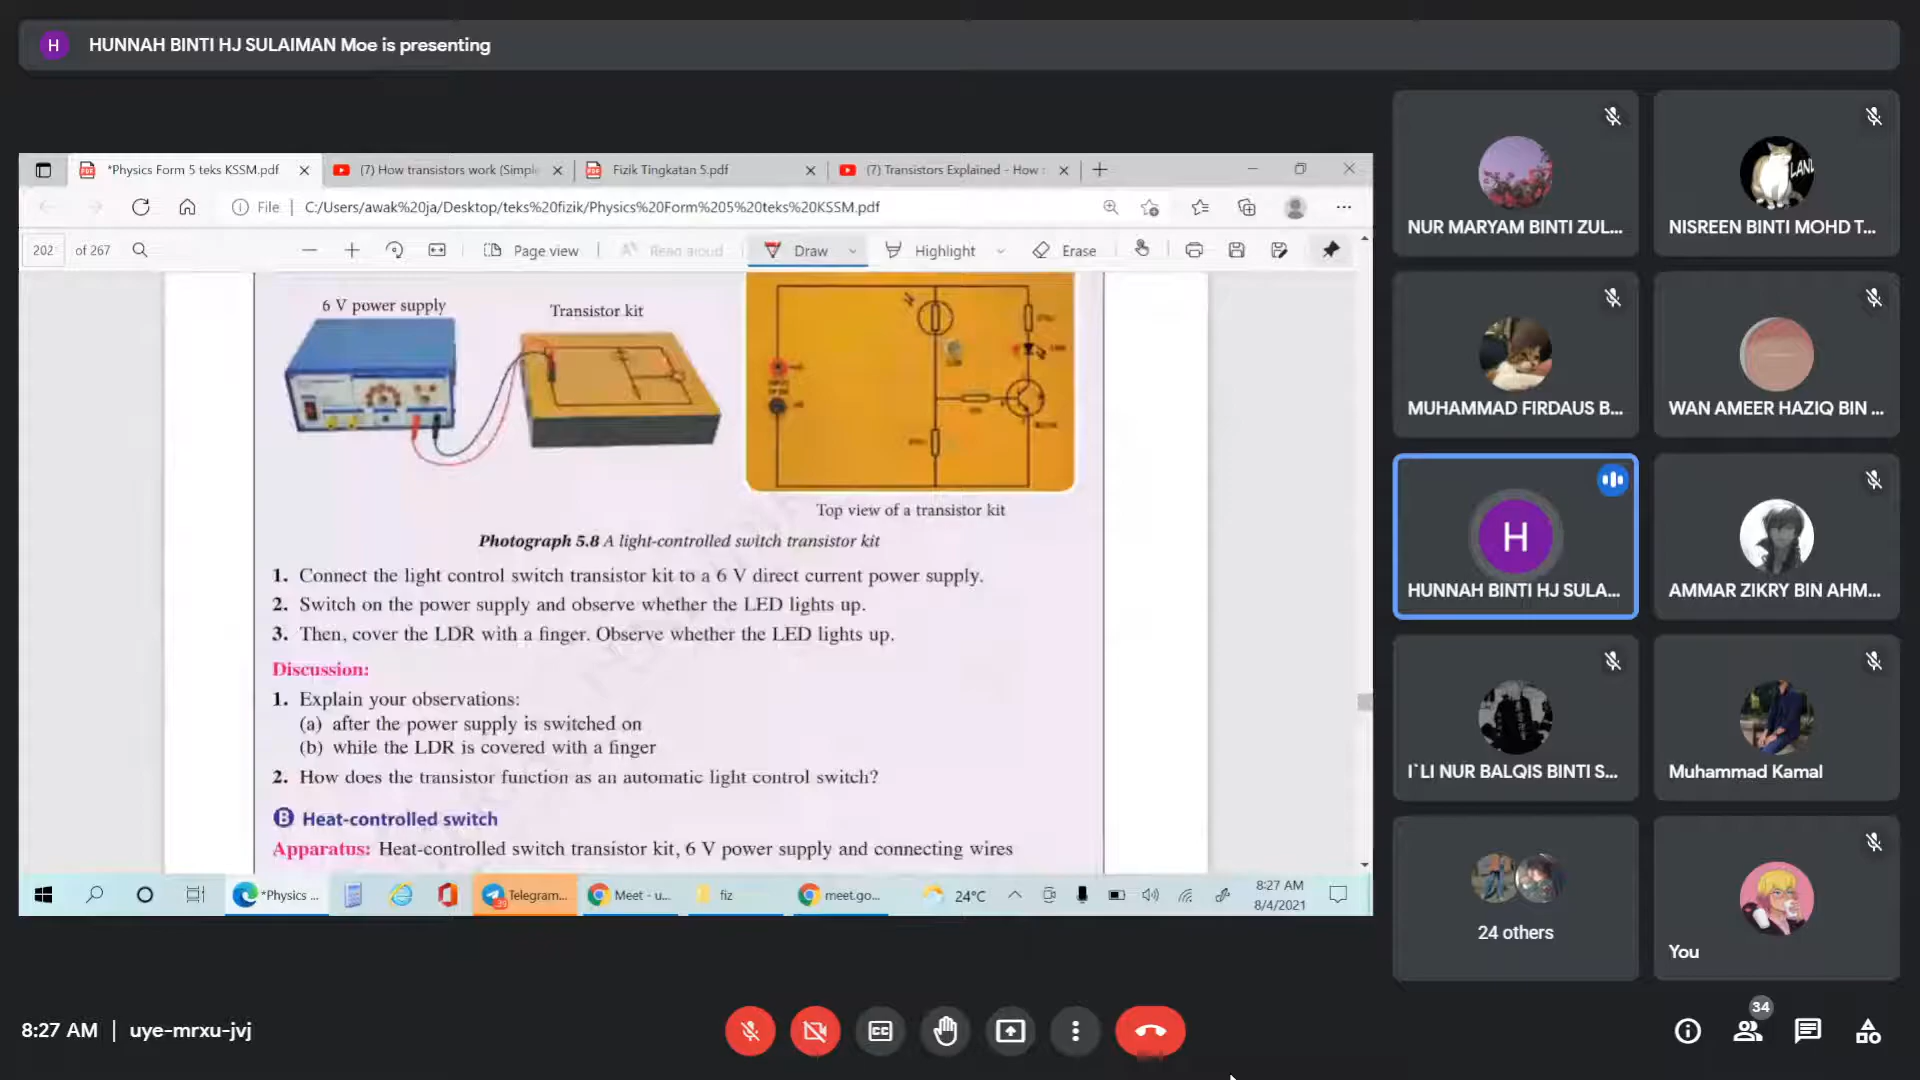 H HUNNAH BINTI HJ SULAIMAN Moe is presenting
*Physics Form 5 teks KSSM.pdf
(7) How transistors work (Simple
Fizik Tingkatan 5.pdf
(7) Transistors Explained - How
File C:/Users/awak%20ja/Desktop/teks%20fizik/Physics%20Form%205%20teks%20KSSM.pdf
202 of 267 Page view Read aloud Draw Highlight Erase
6 V power supply
Transistor kit
Top view of a transistor kit
Photograph 5.8 A light-controlled switch transistor kit
1. Connect the light control switch transistor kit to a 6 V direct current power supply.
2. Switch on the power supply and observe whether the LED lights up.
3. Then, cover the LDR with a finger. Observe whether the LED lights up.
Discussion:
1. Explain your observations:
(a) after the power supply is switched on
(b) while the LDR is covered with a finger
2. How does the transistor function as an automatic light control switch?
B Heat-controlled switch
Apparatus: Heat-controlled switch transistor kit, 6 V power supply and connecting wires
*Physics ...
Telegram...
Meet - u...
fiz
meet.go...
24°C
8:27 AM
8/4/2021
NUR MARYAM BINTI ZUL...
LAND
NISREEN BINTI MOHD T...
MUHAMMAD FIRDAUS B...
WAN AMEER HAZIQ BIN ...
H
HUNNAH BINTI HJ SULA...
AMMAR ZIKRY BIN AHM...
I`LI NUR BALQIS BINTI S...
Muhammad Kamal
24 others
You
8:27 AM | uye-mrxu-jvj
CC
34